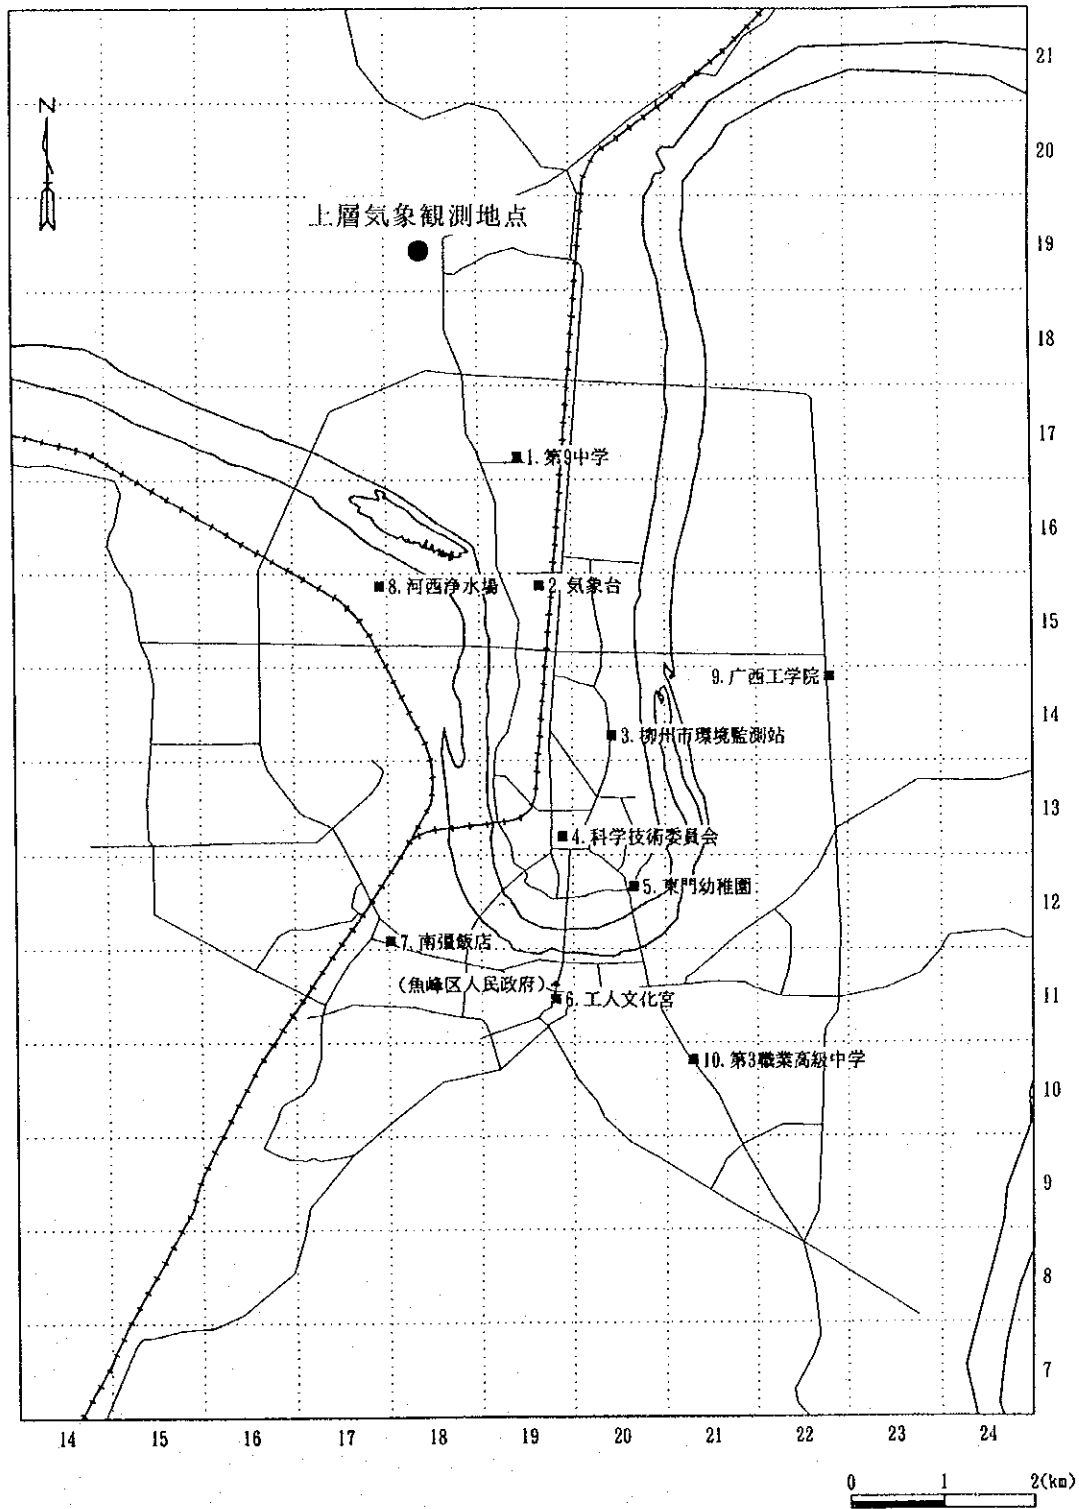 21
N
20
上層気象観測地点
19
18
17
1. 第9中学
16
8. 河西浄水場
2. 気象台
15
9. 广西工学院
14
3. 柳州市環境監測站
13
4. 科学技術委員会
5. 東門幼稚園
12
7. 南疆飯店
(魚峰区人民政府)
6. 工人文化宮
11
10. 第3職業高級中学
10
9
8
7
14 15 16 17 18 19 20 21 22 23 24
0 1 2(km)